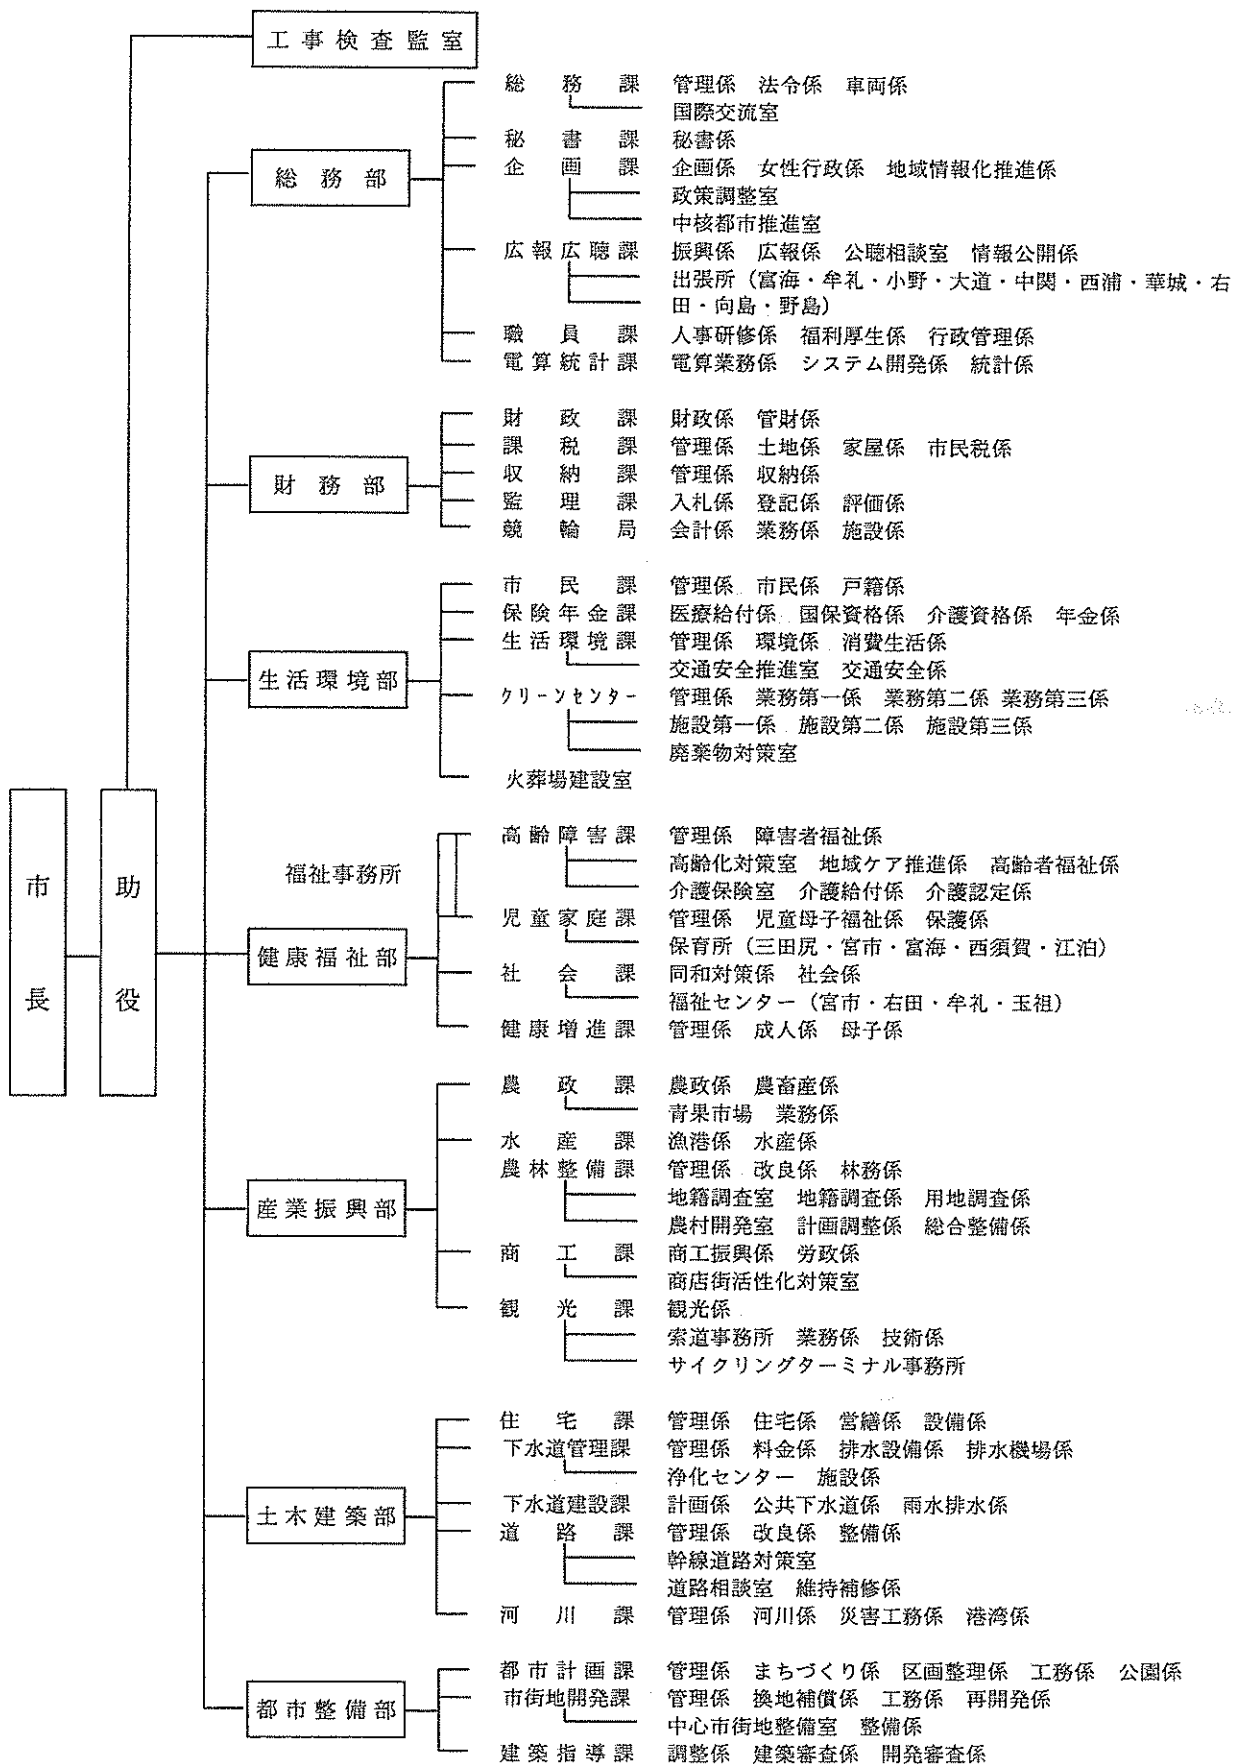 工事検査監室
総務課 管理係 法令係 車両係
国際交流室
秘書課 秘書係
総務部
企画課 企画係 女性行政係 地域情報化推進係
政策調整室
中核都市推進室
広報広聴課 振興係 広報係 公聴相談室 情報公開係
出張所（富海・牟礼・小野・大道・中関・西浦・華城・右
田・向島・野島）
職員課 人事研修係 福利厚生係 行政管理係
電算統計課 電算業務係 システム開発係 統計係
財政課 財政係 管財係
課税課 管理係 土地係 家屋係 市民税係
収納課 管理係 収納係
財務部
監理課 入札係 登記係 評価係
競輪局 会計係 業務係 施設係
市民課 管理係 市民係 戸籍係
保険年金課 医療給付係 国保資格係 介護資格係 年金係
生活環境課 管理係 環境係 消費生活係
交通安全推進室 交通安全係
生活環境部
クリーンセンター 管理係 業務第一係 業務第二係 業務第三係
施設第一係 施設第二係 施設第三係
廃棄物対策室
火葬場建設室
市長
助役
高齢障害課 管理係 障害者福祉係
高齢化対策室 地域ケア推進係 高齢者福祉係
福祉事務所
介護保険室 介護給付係 介護認定係
児童家庭課 管理係 児童母子福祉係 保護係
保育所（三田尻・宮市・富海・西須賀・江泊）
健康福祉部
社会課 同和対策係 社会係
福祉センター（宮市・右田・牟礼・玉祖）
健康増進課 管理係 成人係 母子係
農政課 農政係 農畜産係
青果市場 業務係
水産課 漁港係 水産係
農林整備課 管理係 改良係 林務係
地籍調査室 地籍調査係 用地調査係
産業振興部
農村開発室 計画調整係 総合整備係
商工課 商工振興係 労政係
商店街活性化対策室
観光課 観光係
索道事務所 業務係 技術係
サイクリングターミナル事務所
住宅課 管理係 住宅係 営繕係 設備係
下水道管理課 管理係 料金係 排水設備係 排水機場係
浄化センター 施設係
下水道建設課 計画係 公共下水道係 雨水排水係
土木建築部
道路課 管理係 改良係 整備係
幹線道路対策室
道路相談室 維持補修係
河川課 管理係 河川係 災害工務係 港湾係
都市計画課 管理係 まちづくり係 区画整理係 工務係 公園係
市街地開発課 管理係 換地補償係 工務係 再開発係
都市整備部
中心市街地整備室 整備係
建築指導課 調整係 建築審査係 開発審査係